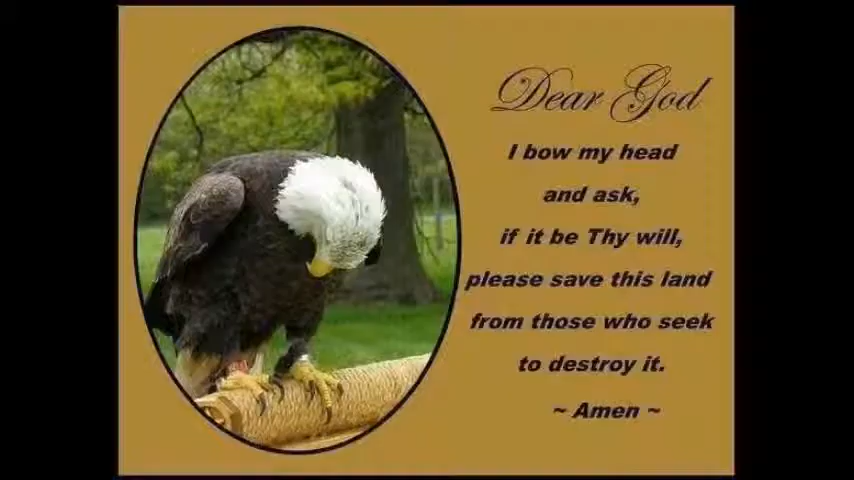 Dear God
I bow my head
and ask,
if it be Thy will,
please save this land
from those who seek
to destroy it.
~ Amen ~